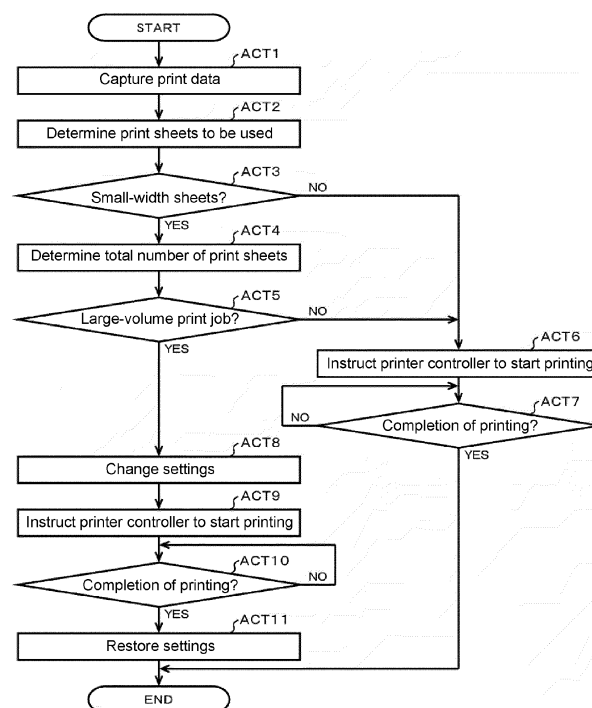 START
ACT1
Capture print data
ACT2
Determine print sheets to be used
ACT3
Small-width sheets?
NO
YES
ACT4
Determine total number of print sheets
ACT5
Large-volume print job?
NO
YES
ACT6
Instruct printer controller to start printing
ACT7
Completion of printing?
NO
YES
ACT8
Change settings
ACT9
Instruct printer controller to start printing
ACT10
Completion of printing?
NO
YES
ACT11
Restore settings
END